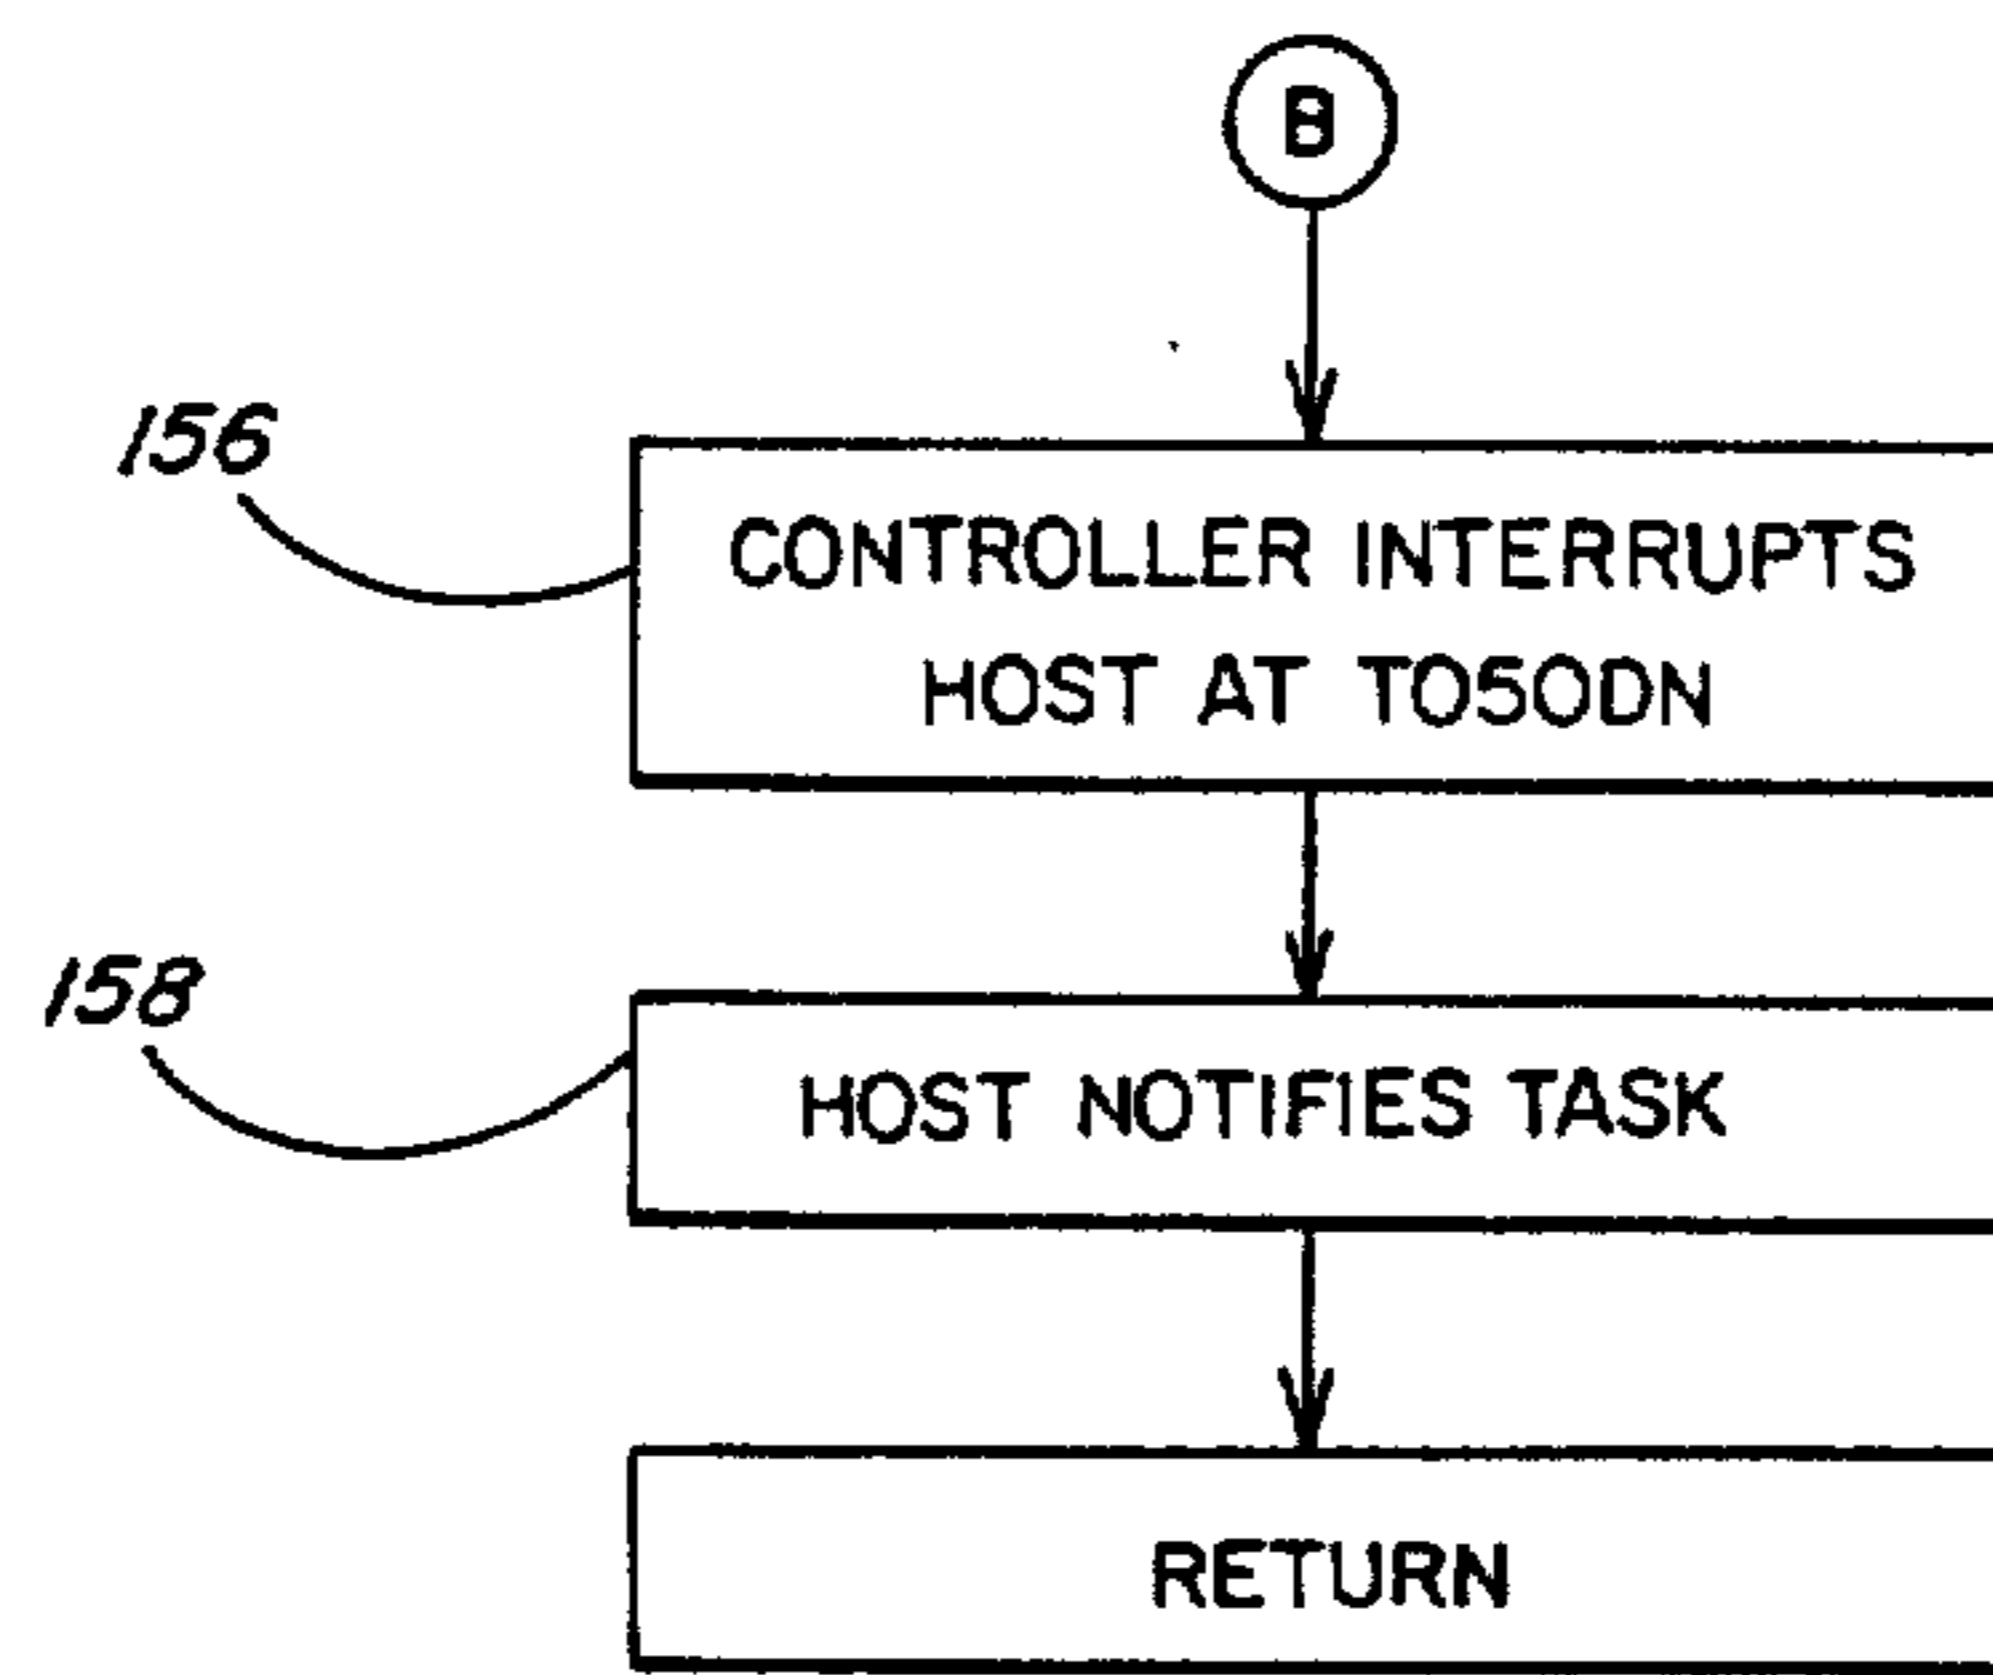 B
156
CONTROLLER INTERRUPTS
HOST AT TO50DN
158
HOST NOTIFIES TASK
RETURN